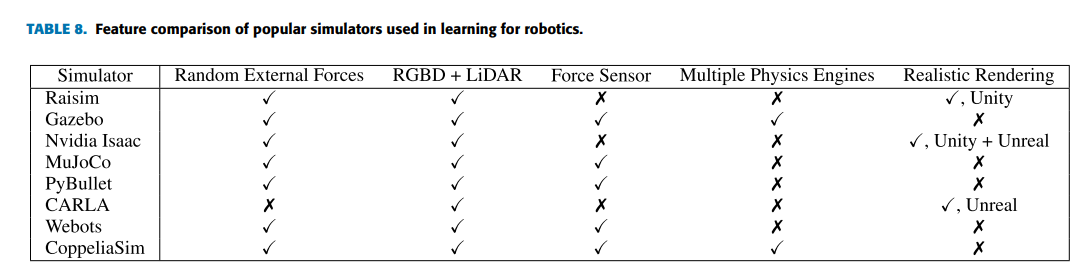 TABLE 8. Feature comparison of popular simulators used in learning for robotics.
Simulator Random External Forces RGBD + LiDAR Force Sensor Multiple Physics Engines Realistic Rendering
Raisim ✓ ✓ ✗ ✗ ✓, Unity
Gazebo ✓ ✓ ✓ ✓ ✗
Nvidia Isaac ✓ ✓ ✗ ✗ ✓, Unity + Unreal
MuJoCo ✓ ✓ ✓ ✗ ✗
PyBullet ✓ ✓ ✓ ✗ ✗
CARLA ✗ ✓ ✗ ✗ ✓, Unreal
Webots ✓ ✓ ✓ ✗ ✗
CoppeliaSim ✓ ✓ ✓ ✓ ✗